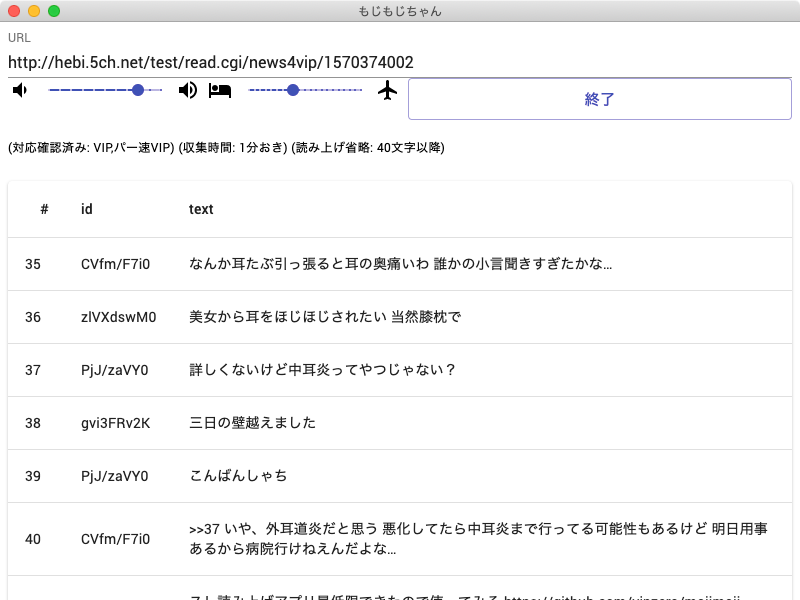 もじもじちゃん
URL
http://hebi.5ch.net/test/read.cgi/news4vip/1570374002
終了
(対応確認済み: VIP,パー速VIP) (収集時間: 1分おき) (読み上げ省略: 40文字以降)
# id text
35 CVfm/F7i0 なんか耳たぶ引っ張ると耳の奥痛いわ 誰かの小言聞きすぎたかな...
36 zlVXdswM0 美女から耳をほじほじされたい 当然膝枕で
37 PjJ/zaVY0 詳しくないけど中耳炎ってやつじゃない？
38 gvi3FRv2K 三日の壁越えました
39 PjJ/zaVY0 こんばんしゃち
40 CVfm/F7i0 >>37 いや、外耳道炎だと思う 悪化してたら中耳炎まで行ってる可能性もあるけど 明日用事
あるから病院行けねえんだよな...